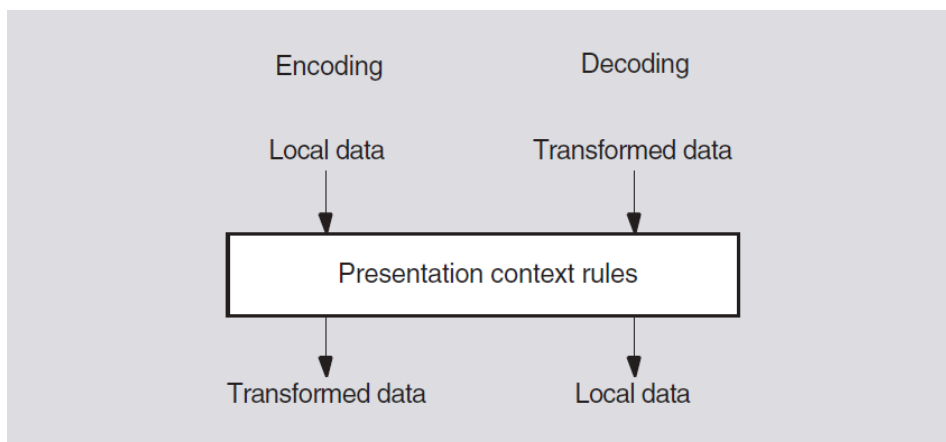 Encoding Decoding
Local data Transformed data
Presentation context rules
Transformed data Local data